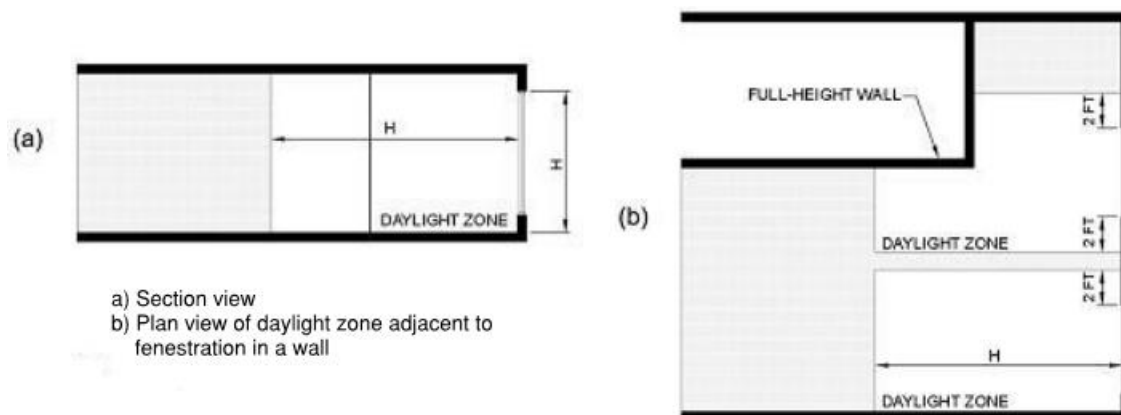 (a)
H
H
DAYLIGHT ZONE
a) Section view
b) Plan view of daylight zone adjacent to
fenestration in a wall
(b)
FULL-HEIGHT WALL
2 FT
2 FT
DAYLIGHT ZONE
2 FT
H
DAYLIGHT ZONE